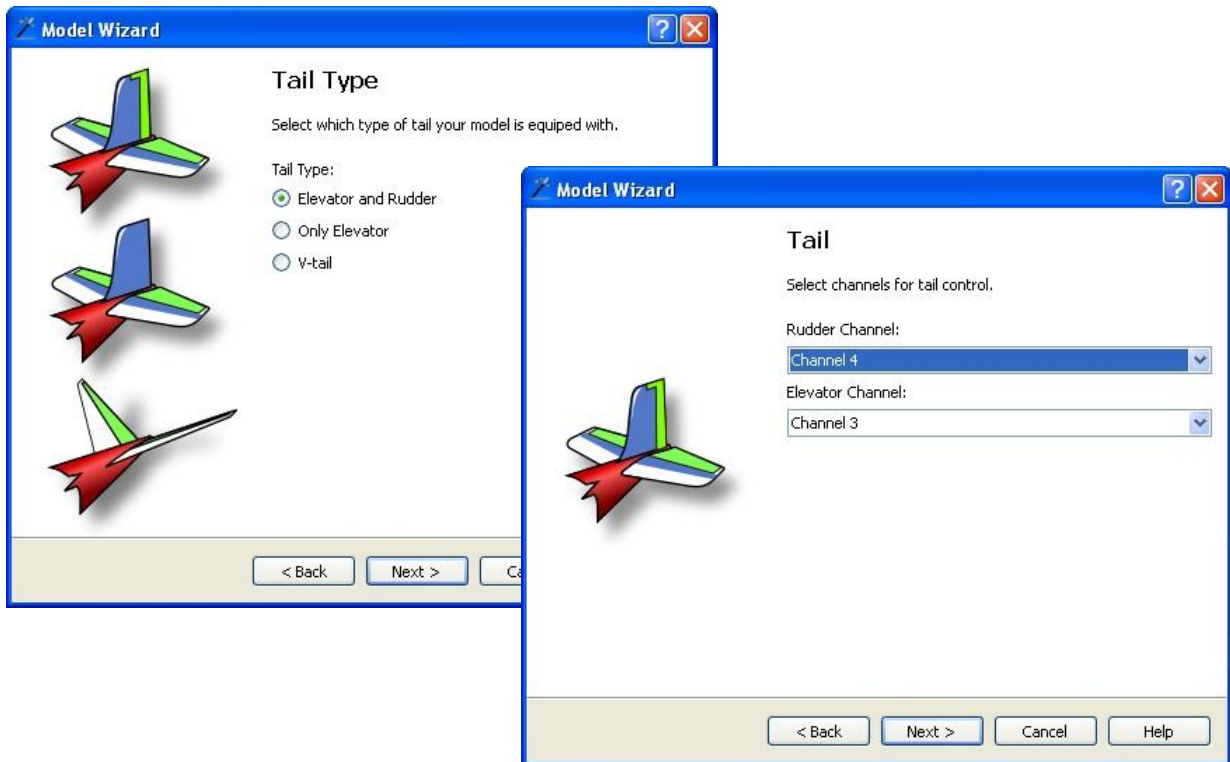 Model Wizard
Tail Type
Select which type of tail your model is equiped with.
Tail Type:
Elevator and Rudder
Only Elevator
V-tail
< Back
Next >
Model Wizard
Tail
Select channels for tail control.
Rudder Channel:
Channel 4
Elevator Channel:
Channel 3
< Back
Next >
Cancel
Help